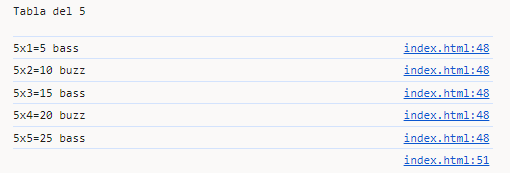 Tabla del 5
5x1=5 bass index.html:48
5x2=10 buzz index.html:48
5x3=15 bass index.html:48
5x4=20 buzz index.html:48
5x5=25 bass index.html:48
index.html:51